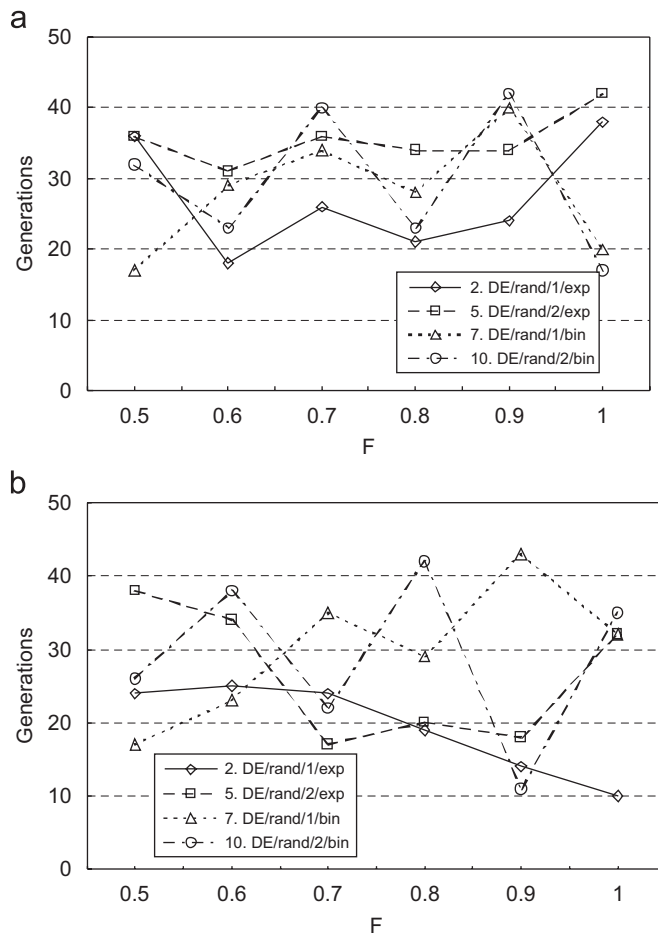 a
50
40
30
20
10
0
Generations
2. DE/rand/1/exp
5. DE/rand/2/exp
7. DE/rand/1/bin
10. DE/rand/2/bin
0.5 0.6 0.7 0.8 0.9 1
F
b
50
40
30
20
10
0
Generations
2. DE/rand/1/exp
5. DE/rand/2/exp
7. DE/rand/1/bin
10. DE/rand/2/bin
0.5 0.6 0.7 0.8 0.9 1
F